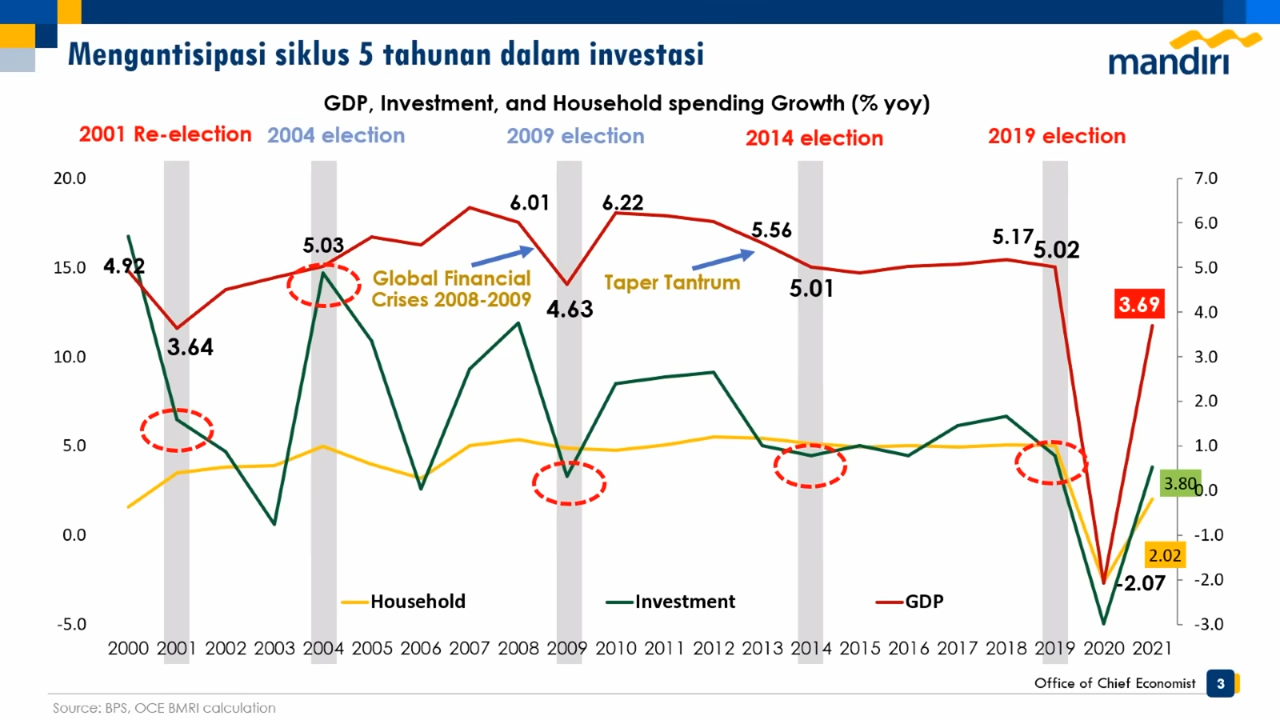 Mengantisipasi siklus 5 tahunan dalam investasi
mandiri
GDP, Investment, and Household spending Growth (% yoy)
2001 Re-election
2004 election
2009 election
2014 election
2019 election
20.0
15.0
10.0
5.0
0.0
-5.0
7.0
6.0
5.0
4.0
3.0
2.0
1.0
0.0
-1.0
-2.0
-3.0
4.92
3.64
5.03
6.01
4.63
6.22
5.56
5.01
5.17
5.02
-2.07
3.69
3.80
2.02
Global Financial
Crises 2008-2009
Taper Tantrum
Household
Investment
GDP
2000 2001 2002 2003 2004 2005 2006 2007 2008 2009 2010 2011 2012 2013 2014 2015 2016 2017 2018 2019 2020 2021
Office of Chief Economist
3
Source: BPS, OCE BMRI calculation